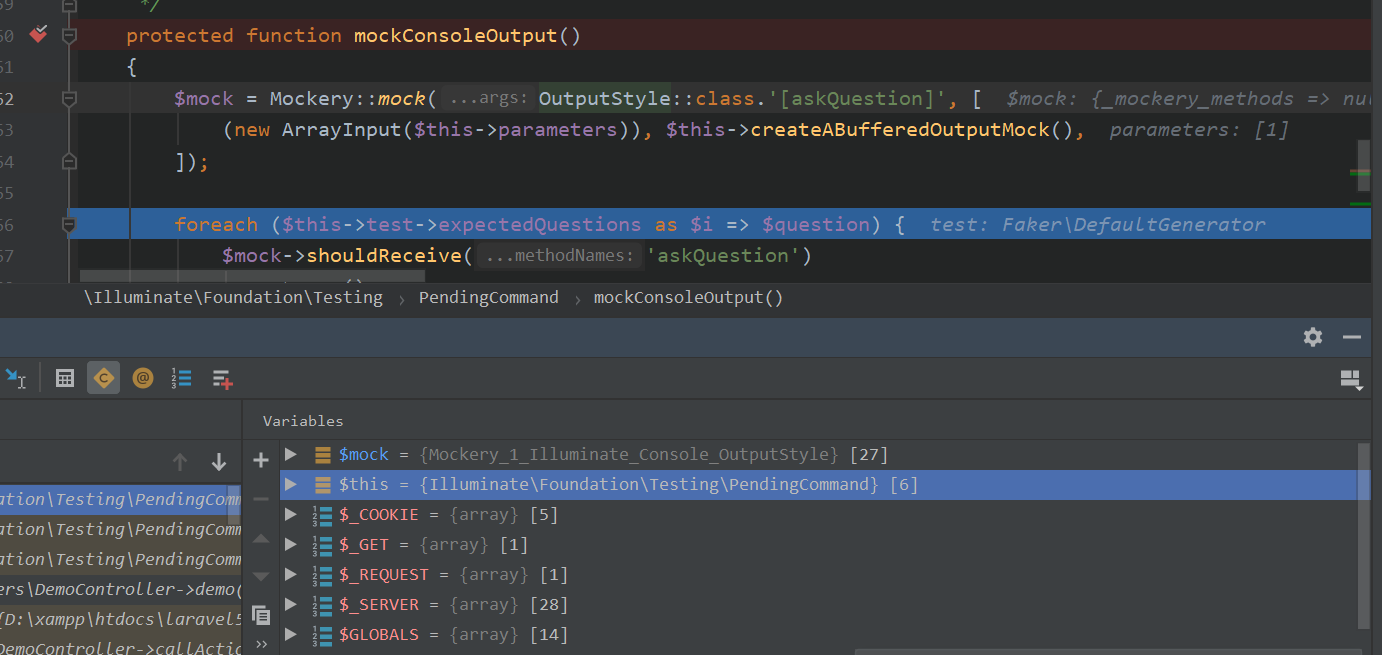 59 */
60 protected function mockConsoleOutput()
61 {
62 $mock = Mockery::mock( ...args: OutputStyle::class.'[askQuestion]', [ $mock: {_mockery_methods => nul
63 (new ArrayInput($this->parameters)), $this->createABufferedOutputMock(), parameters: [1]
64 ]);
65
66 foreach ($this->test->expectedQuestions as $i => $question) { test: Faker\DefaultGenerator
67 $mock->shouldReceive( ...methodNames: 'askQuestion')
\Illuminate\Foundation\Testing › PendingCommand › mockConsoleOutput()
Variables
$mock = {Mockery_1_Illuminate_Console_OutputStyle} [27]
ation\Testing\PendingComm
$this = {Illuminate\Foundation\Testing\PendingCommand} [6]
ation\Testing\PendingComm
$_COOKIE = {array} [5]
ation\Testing\PendingComm
$_GET = {array} [1]
ers\DemoController->demo(
$_REQUEST = {array} [1]
[D:\xampp\htdocs\laravel5
$_SERVER = {array} [28]
DemoController->callActio
$GLOBALS = {array} [14]